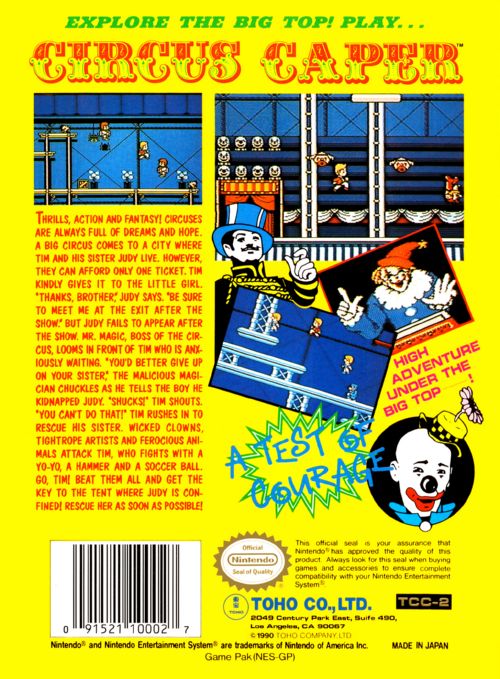 EXPLORE THE BIG TOP! PLAY...
CIRCUS CAPER™
THRILLS, ACTION AND FANTASY! CIRCUSES
ARE ALWAYS FULL OF DREAMS AND HOPE.
A BIG CIRCUS COMES TO A CITY WHERE
TIM AND HIS SISTER JUDY LIVE. HOWEVER,
THEY CAN AFFORD ONLY ONE TICKET. TIM
KINDLY GIVES IT TO THE LITTLE GIRL.
"THANKS, BROTHER," JUDY SAYS. "BE SURE
TO MEET ME AT THE EXIT AFTER THE
SHOW." BUT JUDY FAILS TO APPEAR AFTER
THE SHOW. MR. MAGIC, BOSS OF THE CIR-
CUS, LOOMS IN FRONT OF TIM WHO IS ANX-
IOUSLY WAITING. "YOU'D BETTER GIVE UP
ON YOUR SISTER," THE MALICIOUS MAGI-
CIAN CHUCKLES AS HE TELLS THE BOY HE
KIDNAPPED JUDY. "SHUCKS!" TIM SHOUTS.
"YOU CAN'T DO THAT!" TIM RUSHES IN TO
RESCUE HIS SISTER. WICKED CLOWNS,
TIGHTROPE ARTISTS AND FEROCIOUS ANI-
MALS ATTACK TIM, WHO FIGHTS WITH A
YO-YO, A HAMMER AND A SOCCER BALL.
GO, TIM! BEAT THEM ALL AND GET THE
KEY TO THE TENT WHERE JUDY IS CON-
FINED! RESCUE HER AS SOON AS POSSIBLE!
HIGH
ADVENTURE
UNDER THE
BIG TOP!
A TEST OF
COURAGE
0 91521 10002 7
Official
Nintendo®
Seal of Quality
This official seal is your assurance that
Nintendo® has approved the quality of this
product. Always look for this seal when buying
games and accessories to ensure complete
compatibility with your Nintendo Entertainment
System®
TOHO
TOHO CO., LTD.
TCC-2
2049 Century Park East, Suite 490,
Los Angeles, CA 90067
©1990 TOHO COMPANY, LTD
Nintendo® and Nintendo Entertainment System® are trademarks of Nintendo of America Inc.
MADE IN JAPAN
Game Pak (NES-GP)